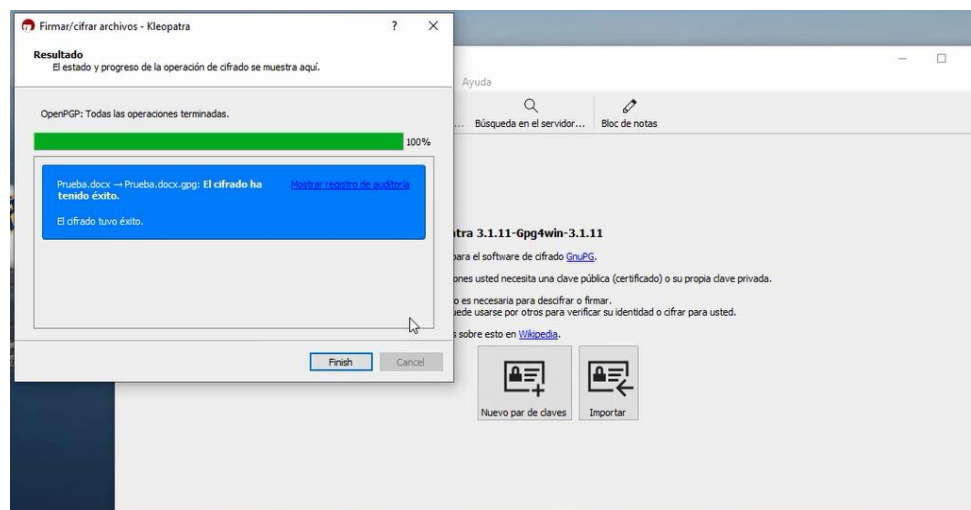 Firmar/cifrar archivos - Kleopatra
Resultado
El estado y progreso de la operación de cifrado se muestra aquí.
OpenPGP: Todas las operaciones terminadas.
100%
Prueba.docx → Prueba.docx.gpg: El cifrado ha
tenido éxito.
Mostrar registro de auditoría
El cifrado tuvo éxito.
Finish
Cancel
Ayuda
... Búsqueda en el servidor... Bloc de notas
3.1.11-Gpg4win-3.1.11
para el software de cifrado GnuPG.
usted necesita una clave pública (certificado) o su propia clave privada.
es necesaria para descifrar o firmar.
usarse por otros para verificar su identidad o cifrar para usted.
sobre esto en Wikipedia.
Nuevo par de claves
Importar